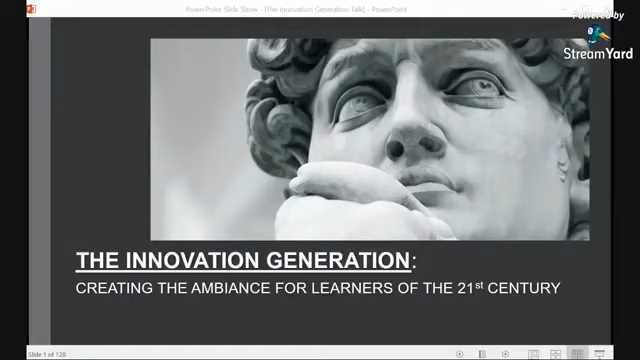 PowerPoint Slide Show - [The Innovation Generation Talk] - PowerPoint
Powered by
StreamYard
THE INNOVATION GENERATION:
CREATING THE AMBIANCE FOR LEARNERS OF THE 21st CENTURY
Slide 1 of 128